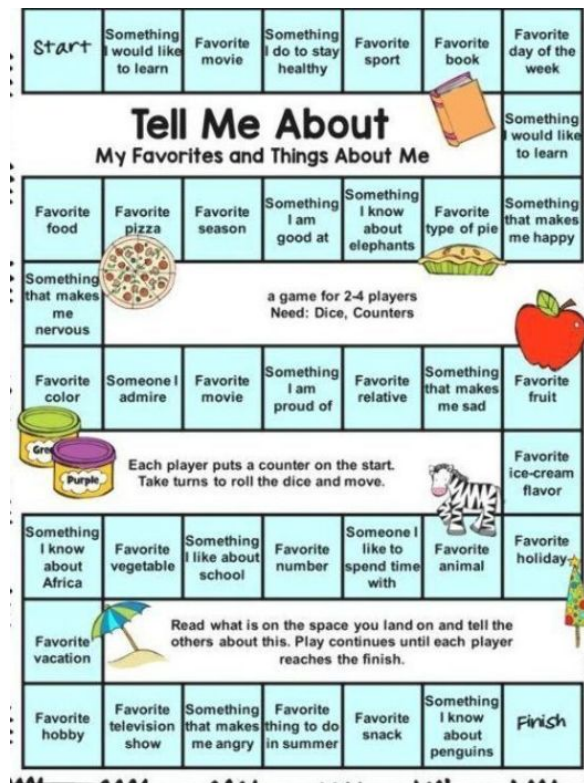 Start
Something
I would like
to learn
Favorite
movie
Something
I do to stay
healthy
Favorite
sport
Favorite
book
Favorite
day of the
week
Tell Me About
My Favorites and Things About Me
Something
I would like
to learn
Favorite
food
Favorite
pizza
Favorite
season
Something
I am
good at
Something
I know
about
elephants
Favorite
type of pie
Something
that makes
me happy
Something
that makes
me
nervous
a game for 2-4 players
Need: Dice, Counters
Favorite
color
Someone I
admire
Favorite
movie
Something
I am
proud of
Favorite
relative
Something
that makes
me sad
Favorite
fruit
Gree
Purple
Each player puts a counter on the start.
Take turns to roll the dice and move.
Favorite
ice-cream
flavor
Something
I know
about
Africa
Favorite
vegetable
Something
I like about
school
Favorite
number
Someone I
like to
spend time
with
Favorite
animal
Favorite
holiday
Favorite
vacation
Read what is on the space you land on and tell the
others about this. Play continues until each player
reaches the finish.
Favorite
hobby
Favorite
television
show
Something
that makes
me angry
Favorite
thing to do
in summer
Favorite
snack
Something
I know
about
penguins
Finish